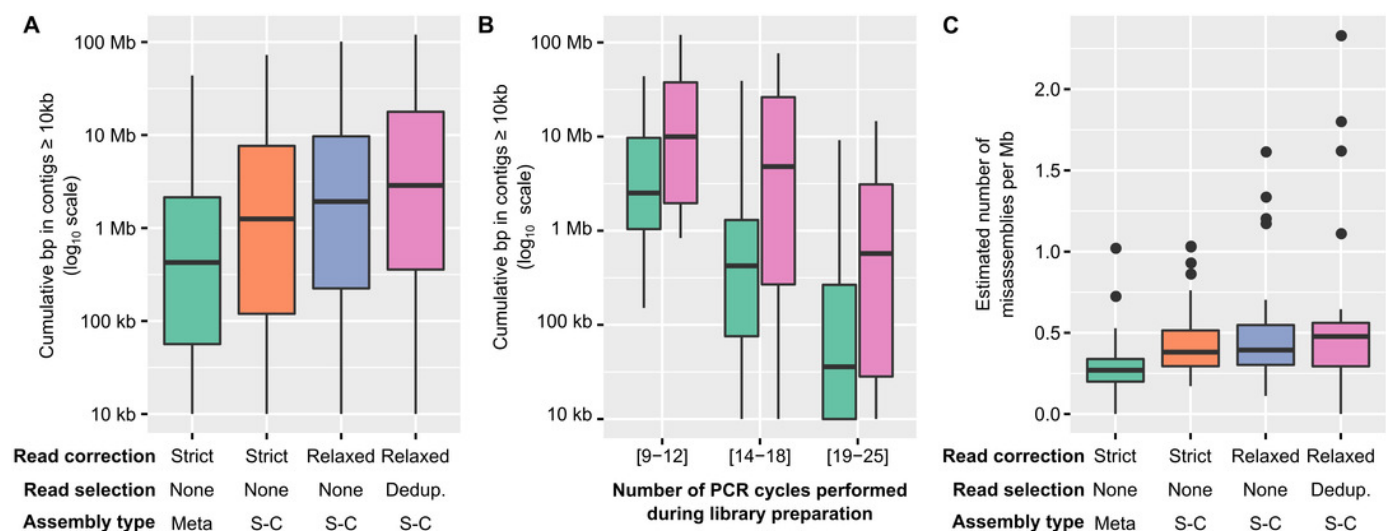 A
Cumulative bp in contigs ≥ 10kb
(log₁₀ scale)
100 Mb
10 Mb
1 Mb
100 kb
10 kb
Read correction Strict Strict Relaxed Relaxed
Read selection None None None Dedup.
Assembly type Meta S-C S-C S-C
B
Cumulative bp in contigs ≥ 10kb
(log₁₀ scale)
100 Mb
10 Mb
1 Mb
100 kb
10 kb
[9−12] [14−18] [19−25]
Number of PCR cycles performed
during library preparation
C
Estimated number of
misassemblies per Mb
2.0
1.5
1.0
0.5
0.0
Read correction Strict Strict Relaxed Relaxed
Read selection None None None Dedup.
Assembly type Meta S-C S-C S-C